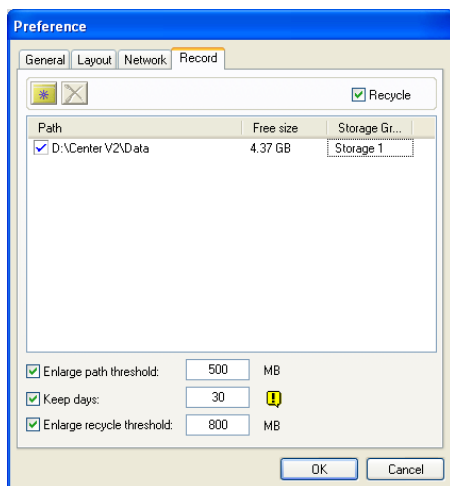 Preference
General Layout Network Record
Recycle
Path Free size Storage Gr...
D:\Center V2\Data 4.37 GB Storage 1
Enlarge path threshold: 500 MB
Keep days: 30
Enlarge recycle threshold: 800 MB
OK Cancel